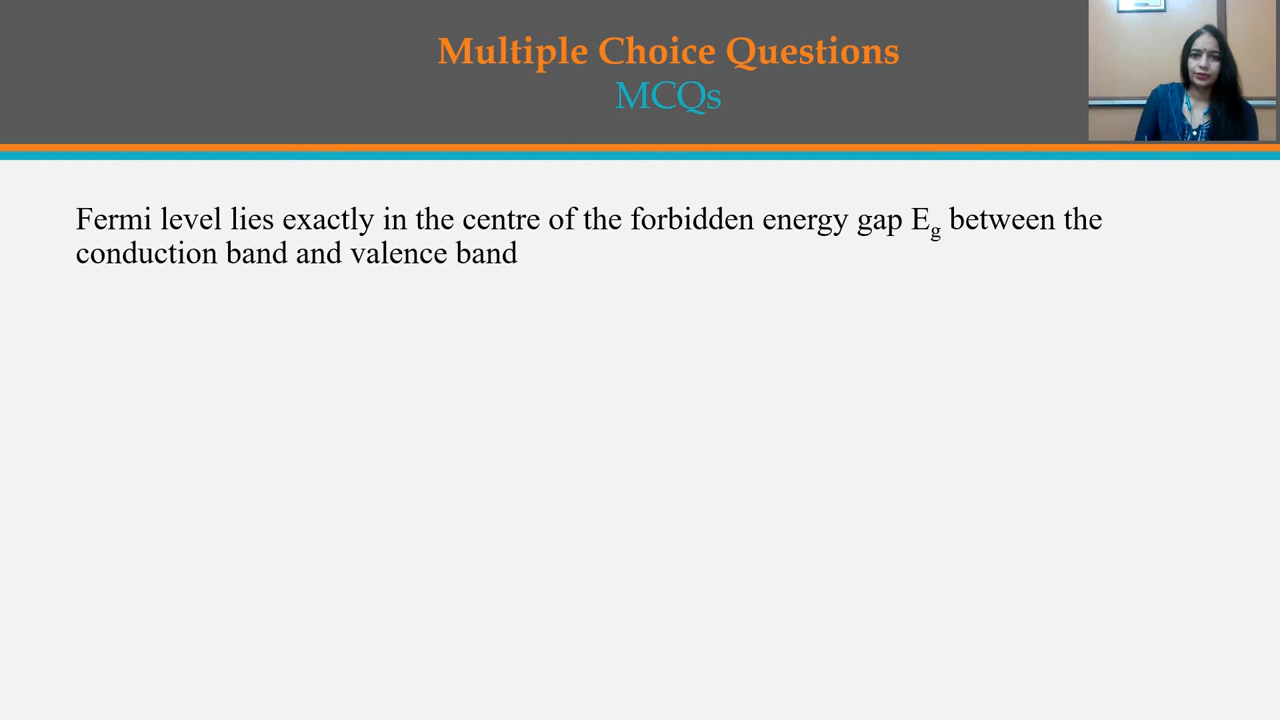 Multiple Choice Questions
MCQs
Fermi level lies exactly in the centre of the forbidden energy gap Eg between the
conduction band and valence band